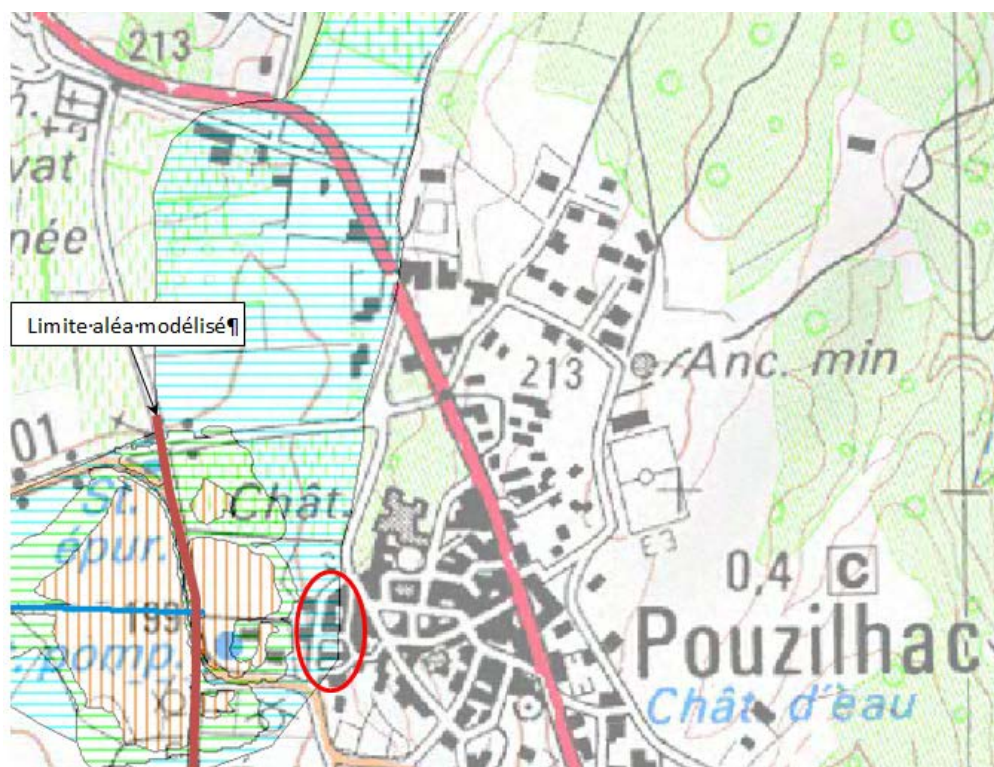 213
vat
née
Limite·aléa·modélisé¶
213
Anc. min
01
St.
épur.
Chât.
0,4 C
199
Pouzilhac
pomp.
Chât. d'eau